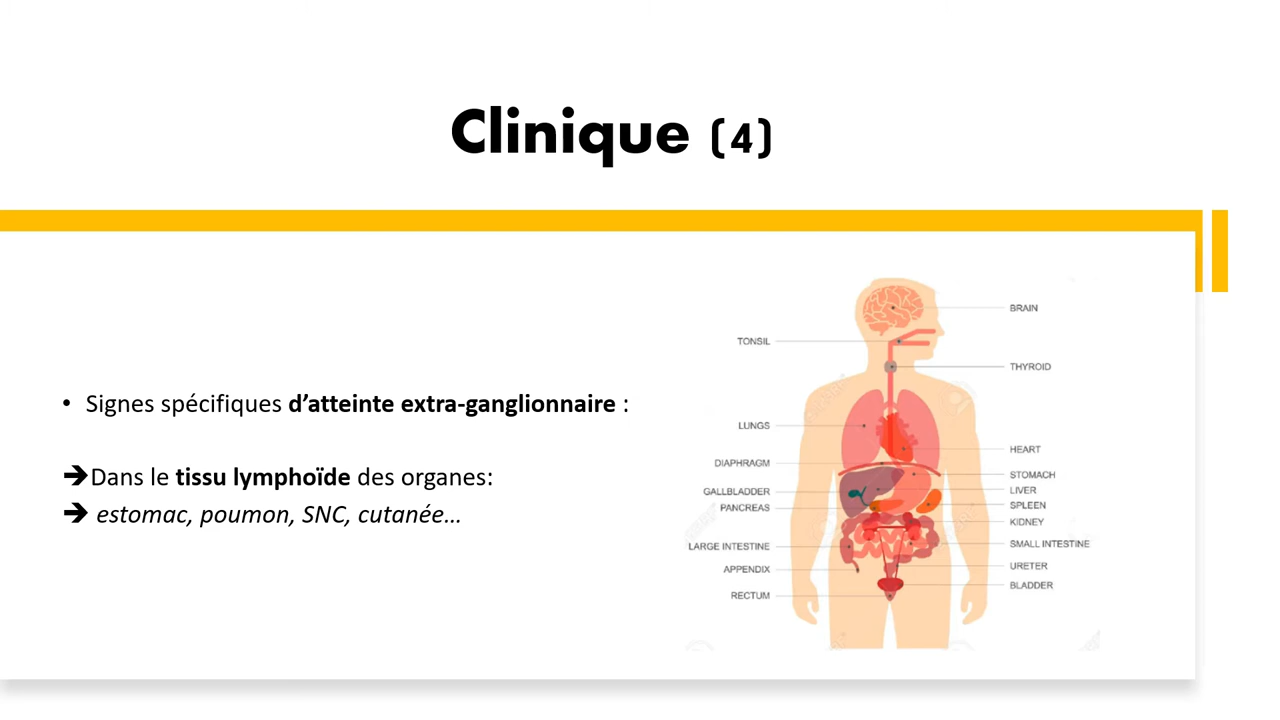 Clinique (4)
• Signes spécifiques d’atteinte extra-ganglionnaire :
➔Dans le tissu lymphoïde des organes:
➔ estomac, poumon, SNC, cutanée…
BRAIN
TONSIL
THYROID
LUNGS
HEART
DIAPHRAGM
STOMACH
GALLBLADDER
LIVER
PANCREAS
SPLEEN
KIDNEY
LARGE INTESTINE
SMALL INTESTINE
APPENDIX
URETER
RECTUM
BLADDER